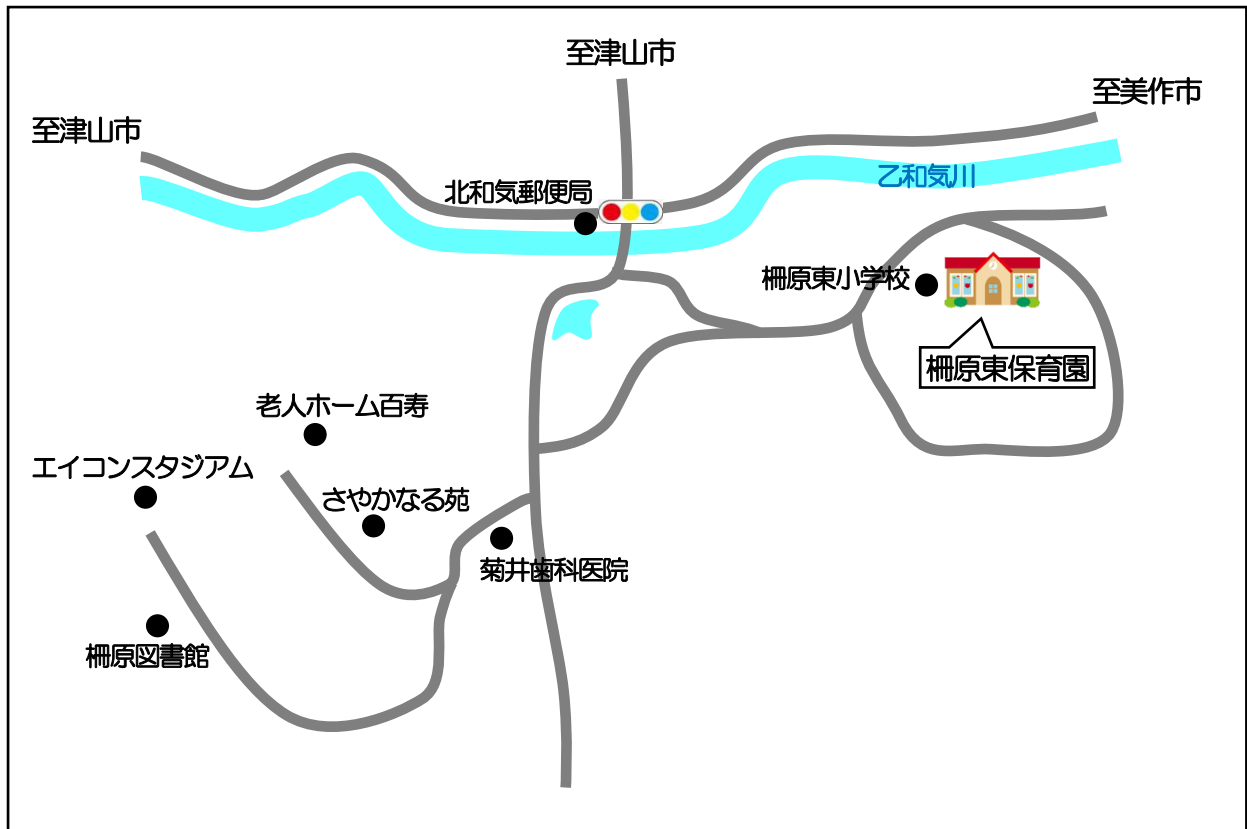 至津山市
至美作市
至津山市
乙和気川
北和気郵便局
柵原東小学校
柵原東保育園
老人ホーム百寿
エイコンスタジアム
さやかなる苑
菊井歯科医院
柵原図書館